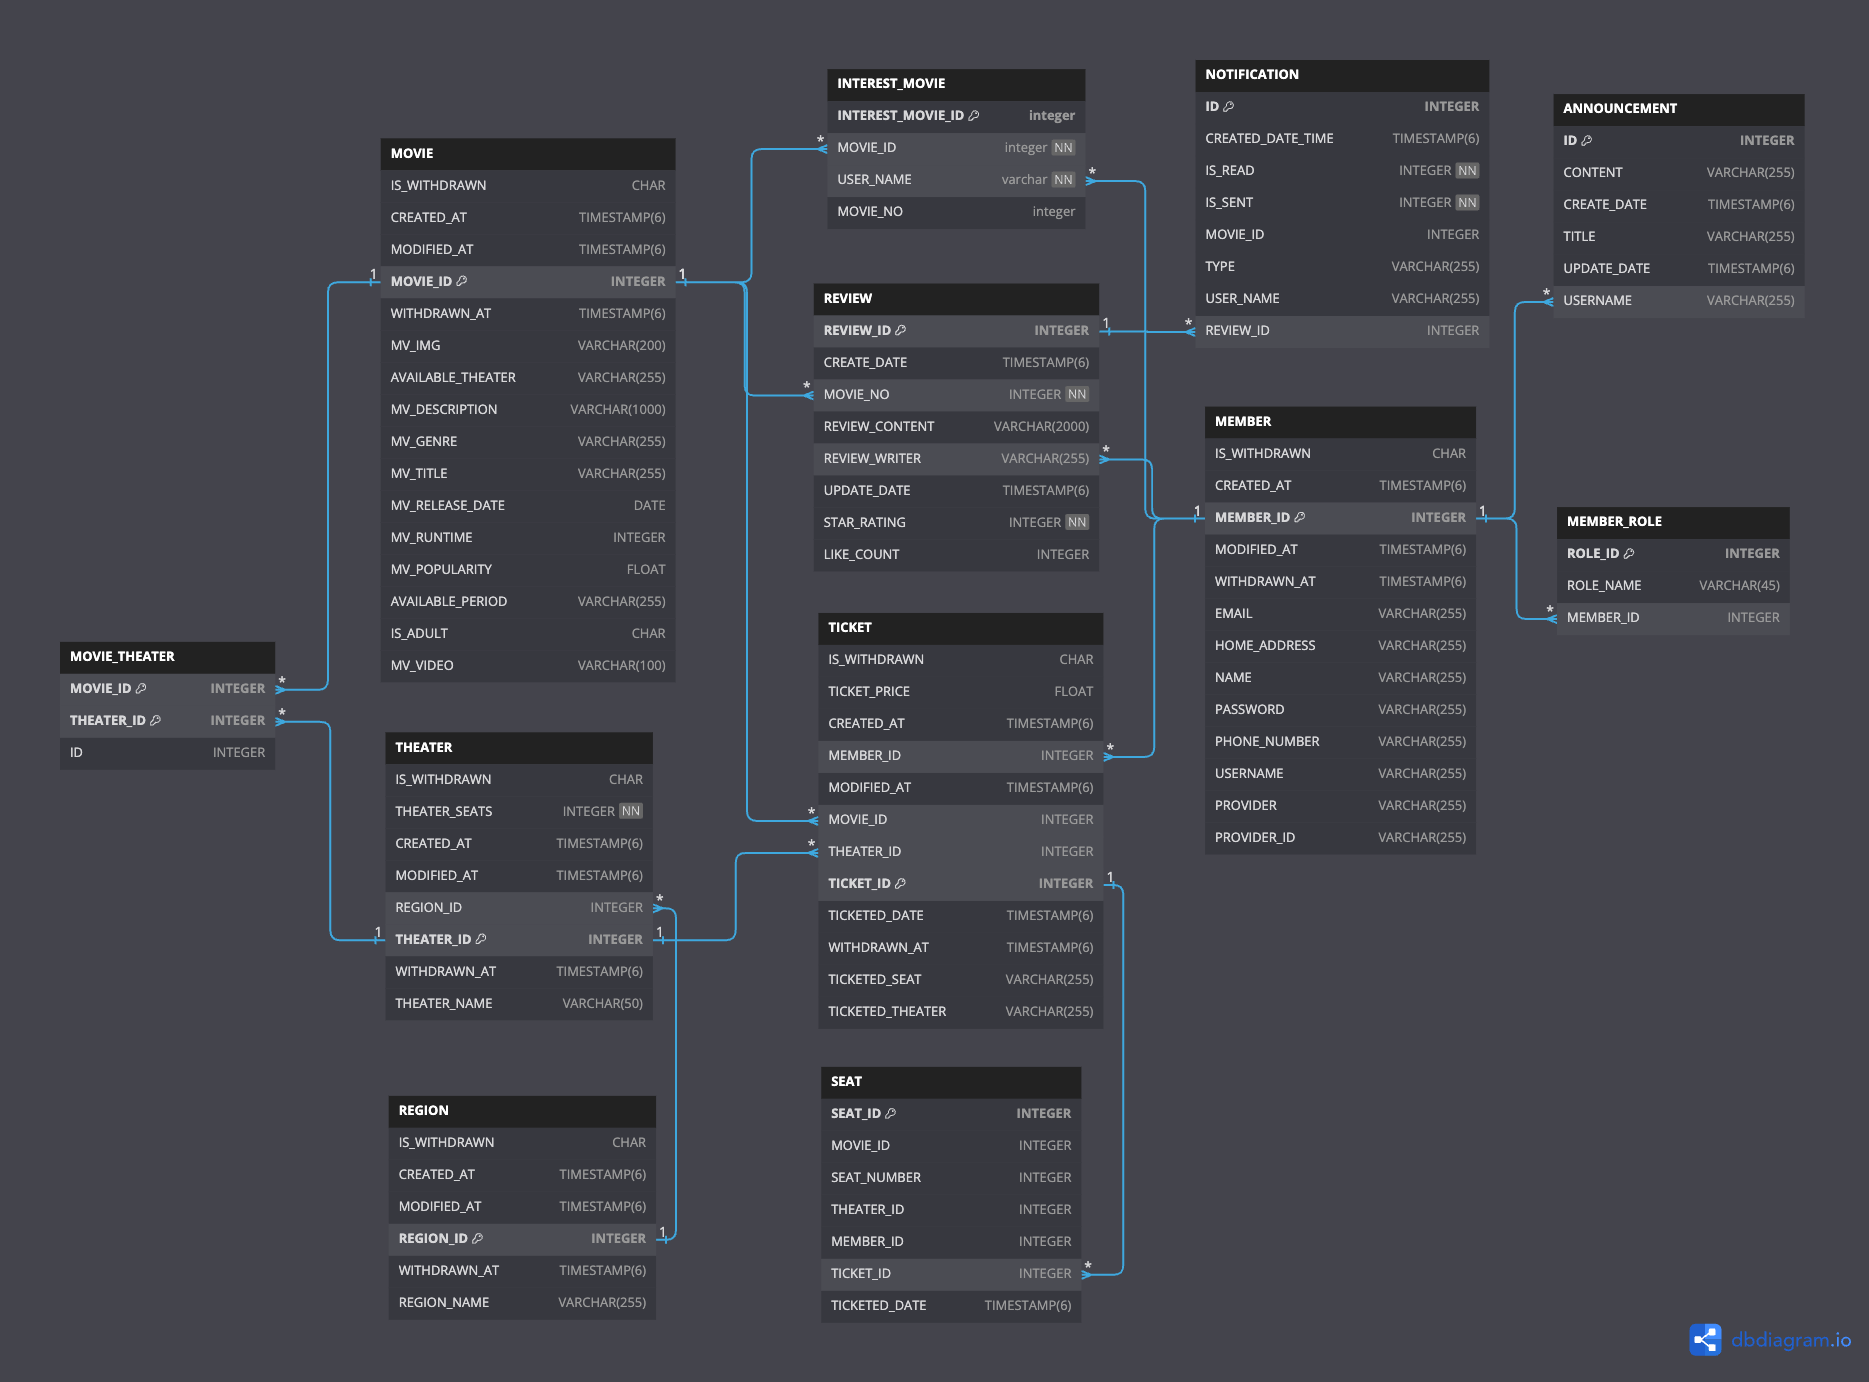 INTEREST_MOVIE
INTEREST_MOVIE_ID integer
* MOVIE_ID integer NN
USER_NAME varchar NN *
MOVIE_NO integer
NOTIFICATION
ID INTEGER
CREATED_DATE_TIME TIMESTAMP(6)
IS_READ INTEGER NN
IS_SENT INTEGER NN
MOVIE_ID INTEGER
TYPE VARCHAR(255)
USER_NAME VARCHAR(255)
* REVIEW_ID INTEGER
ANNOUNCEMENT
ID INTEGER
CONTENT VARCHAR(255)
CREATE_DATE TIMESTAMP(6)
TITLE VARCHAR(255)
UPDATE_DATE TIMESTAMP(6)
* USERNAME VARCHAR(255)
MOVIE
IS_WITHDRAWN CHAR
CREATED_AT TIMESTAMP(6)
MODIFIED_AT TIMESTAMP(6)
1 MOVIE_ID INTEGER 1
WITHDRAWN_AT TIMESTAMP(6)
MV_IMG VARCHAR(200)
AVAILABLE_THEATER VARCHAR(255)
MV_DESCRIPTION VARCHAR(1000)
MV_GENRE VARCHAR(255)
MV_TITLE VARCHAR(255)
MV_RELEASE_DATE DATE
MV_RUNTIME INTEGER
MV_POPULARITY FLOAT
AVAILABLE_PERIOD VARCHAR(255)
IS_ADULT CHAR
MV_VIDEO VARCHAR(100)
REVIEW
REVIEW_ID INTEGER 1
CREATE_DATE TIMESTAMP(6)
* MOVIE_NO INTEGER NN
REVIEW_CONTENT VARCHAR(2000)
REVIEW_WRITER VARCHAR(255) *
UPDATE_DATE TIMESTAMP(6)
STAR_RATING INTEGER NN
LIKE_COUNT INTEGER
MEMBER
IS_WITHDRAWN CHAR
CREATED_AT TIMESTAMP(6)
1 MEMBER_ID INTEGER 1
MODIFIED_AT TIMESTAMP(6)
WITHDRAWN_AT TIMESTAMP(6)
EMAIL VARCHAR(255)
HOME_ADDRESS VARCHAR(255)
NAME VARCHAR(255)
PASSWORD VARCHAR(255)
PHONE_NUMBER VARCHAR(255)
USERNAME VARCHAR(255)
PROVIDER VARCHAR(255)
PROVIDER_ID VARCHAR(255)
MEMBER_ROLE
ROLE_ID INTEGER
ROLE_NAME VARCHAR(45)
* MEMBER_ID INTEGER
MOVIE_THEATER
MOVIE_ID INTEGER *
THEATER_ID INTEGER *
ID INTEGER
TICKET
IS_WITHDRAWN CHAR
TICKET_PRICE FLOAT
CREATED_AT TIMESTAMP(6)
MEMBER_ID INTEGER *
MODIFIED_AT TIMESTAMP(6)
* MOVIE_ID INTEGER
* THEATER_ID INTEGER
TICKET_ID INTEGER 1
TICKETED_DATE TIMESTAMP(6)
WITHDRAWN_AT TIMESTAMP(6)
TICKETED_SEAT VARCHAR(255)
TICKETED_THEATER VARCHAR(255)
THEATER
IS_WITHDRAWN CHAR
THEATER_SEATS INTEGER NN
CREATED_AT TIMESTAMP(6)
MODIFIED_AT TIMESTAMP(6)
REGION_ID INTEGER *
1 THEATER_ID INTEGER 1
WITHDRAWN_AT TIMESTAMP(6)
THEATER_NAME VARCHAR(50)
REGION
IS_WITHDRAWN CHAR
CREATED_AT TIMESTAMP(6)
MODIFIED_AT TIMESTAMP(6)
REGION_ID INTEGER 1
WITHDRAWN_AT TIMESTAMP(6)
REGION_NAME VARCHAR(255)
SEAT
SEAT_ID INTEGER
MOVIE_ID INTEGER
SEAT_NUMBER INTEGER
THEATER_ID INTEGER
MEMBER_ID INTEGER
TICKET_ID INTEGER *
TICKETED_DATE TIMESTAMP(6)
dbdiagram.io